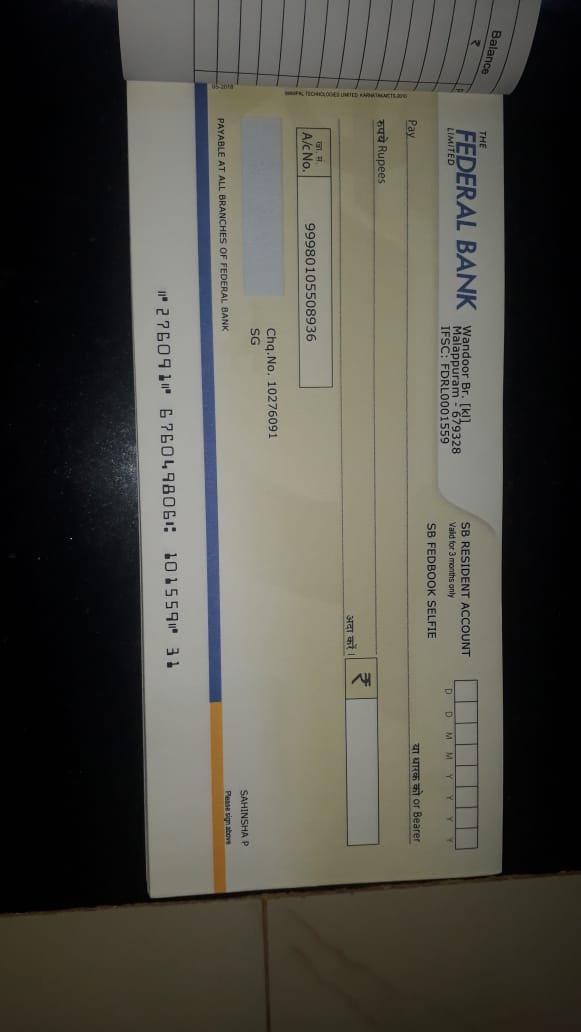 Balance
₹
THE
FEDERAL BANK
LIMITED
Wandoor Br. [kl]
Malappuram - 679328
IFSC: FDRL0001559
SB RESIDENT ACCOUNT
Valid for 3 months only
SB FEDBOOK SELFIE
D D M M Y Y Y Y
Pay
या धारक को or Bearer
रुपये Rupees
अदा करें।
₹
खा. सं.
A/c No.
99980105508936
Chq.No. 10276091
SG
SAHINSHA P
Please sign above
PAYABLE AT ALL BRANCHES OF FEDERAL BANK
MANIPAL TECHNOLOGIES LIMITED KARNATAKA/CTS-2010
05-2018
⑈276091⑈ 676049806⑆ 101559⑈ 31